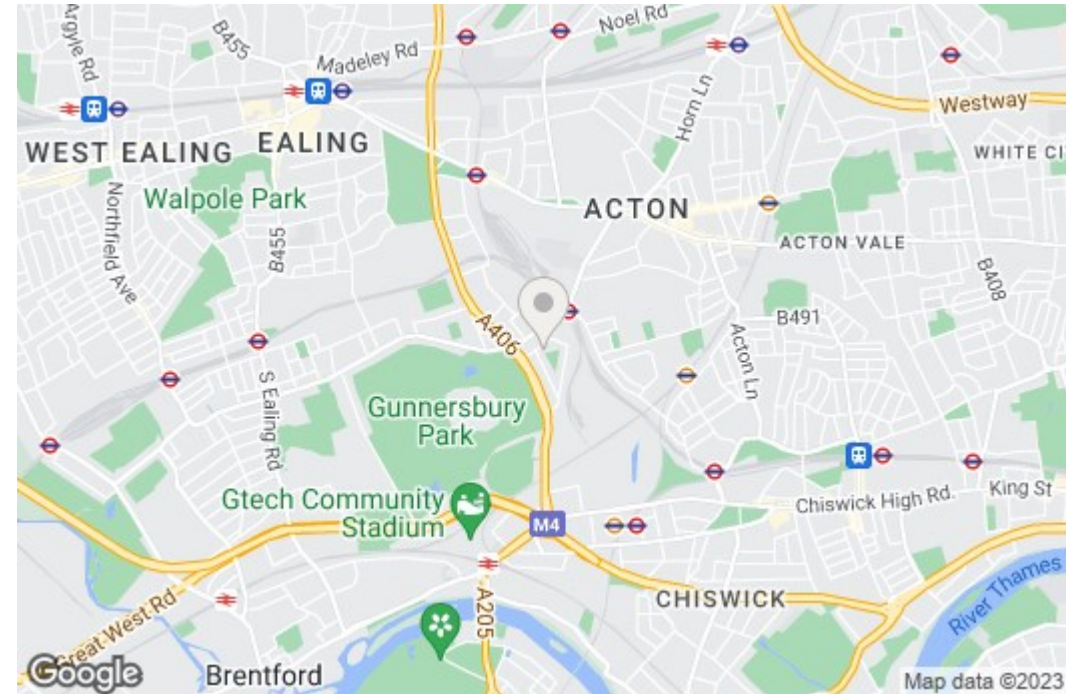 Argyle Rd
B455
Madeley Rd
Noel Rd
Westway
WEST EALING
EALING
Horn Ln
WHITE CI
Walpole Park
ACTON
Northfield Ave
B455
ACTON VALE
B408
A406
B491
Acton Ln
S Ealing Rd
Gunnersbury
Park
Gtech Community
Stadium
M4
Chiswick High Rd.
King St
A205
CHISWICK
River Thames
Great West Rd
Brentford
Google
Map data ©2023